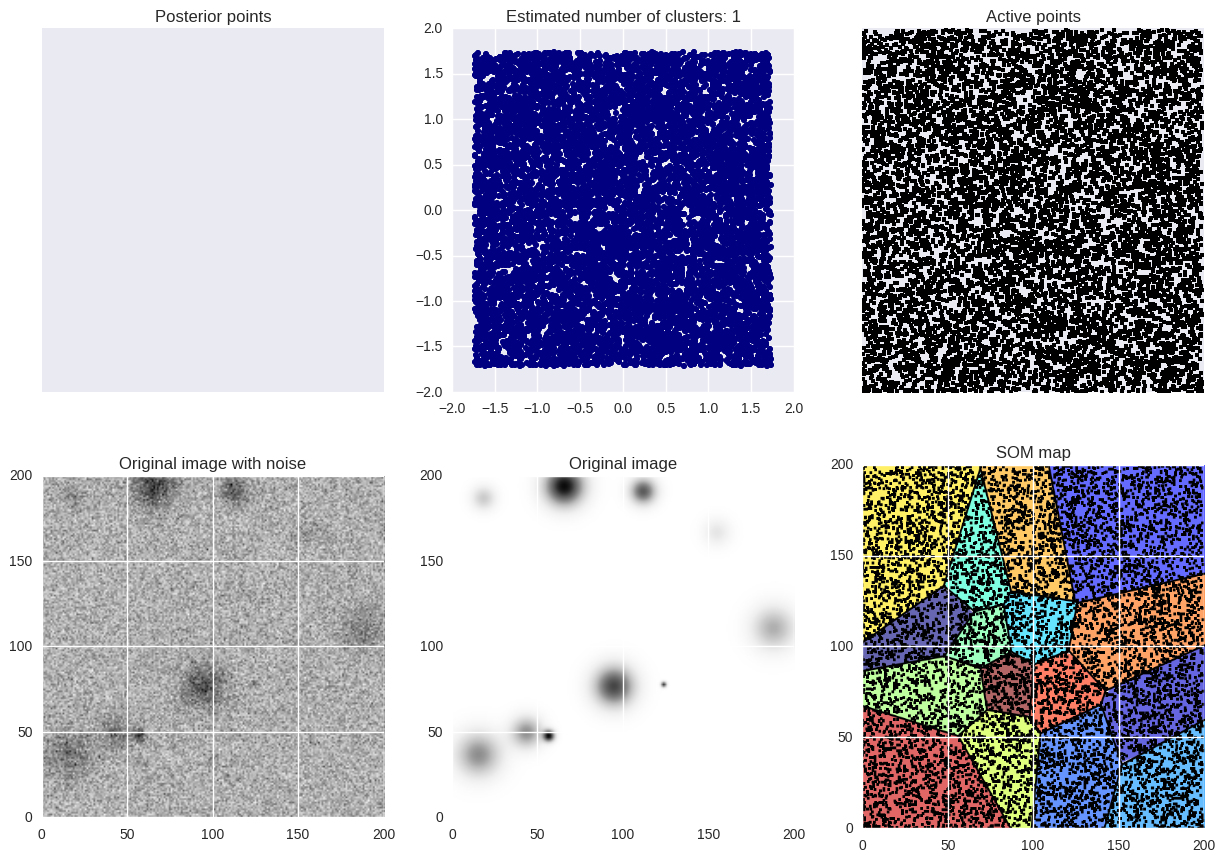 Posterior points
Estimated number of clusters: 1
Active points
2.0
1.5
1.0
0.5
0.0
−0.5
−1.0
−1.5
−2.0
−2.0 −1.5 −1.0 −0.5 0.0 0.5 1.0 1.5 2.0
Original image with noise
200
150
100
50
0
0 50 100 150 200
Original image
200
150
100
50
0
0 50 100 150 200
SOM map
200
150
100
50
0
0 50 100 150 200